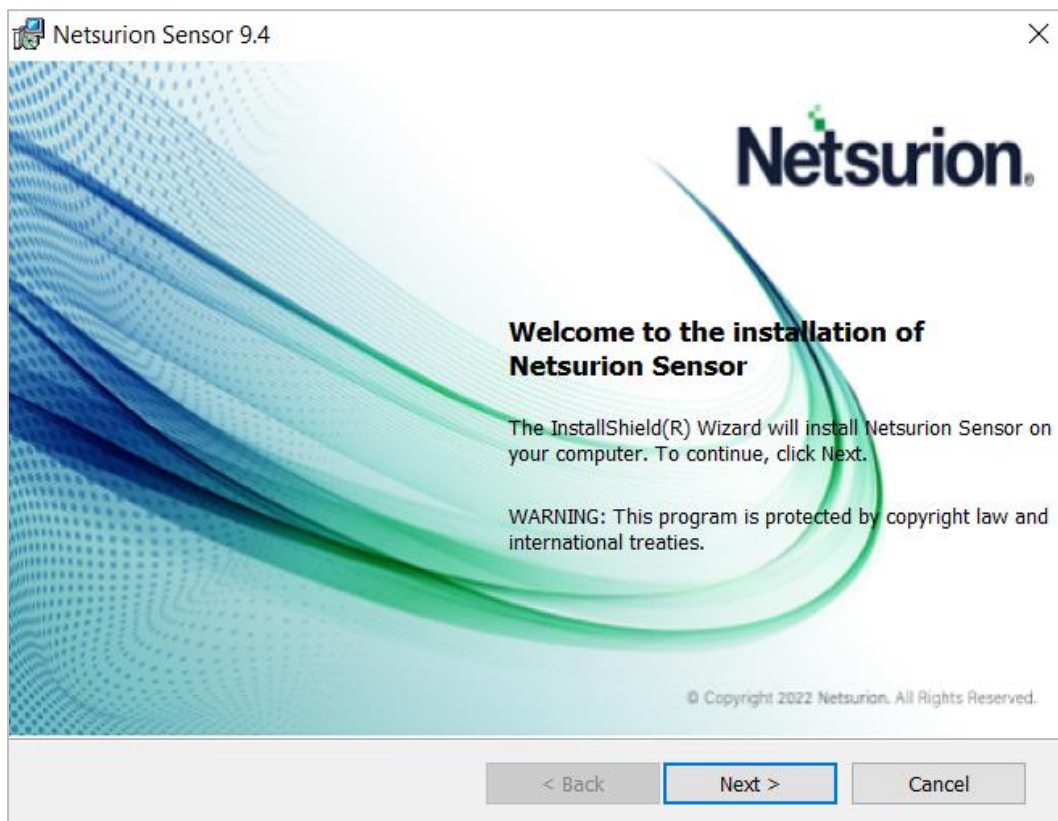 Netsurion Sensor 9.4
Netsurion®
Welcome to the installation of
Netsurion Sensor
The InstallShield(R) Wizard will install Netsurion Sensor on
your computer. To continue, click Next.
WARNING: This program is protected by copyright law and
international treaties.
© Copyright 2022 Netsurion. All Rights Reserved.
< Back
Next >
Cancel